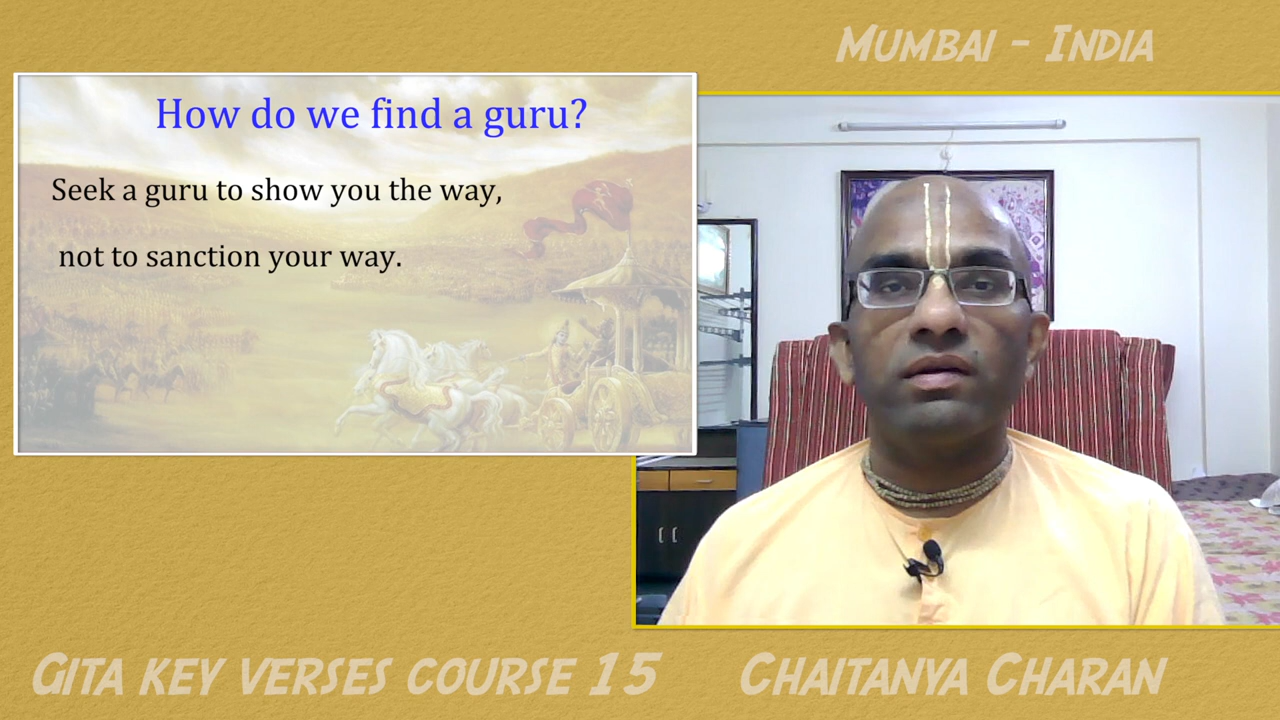 MUMBAI - INDIA
How do we find a guru?
Seek a guru to show you the way,
not to sanction your way.
GITA KEY VERSES COURSE 15
CHAITANYA CHARAN